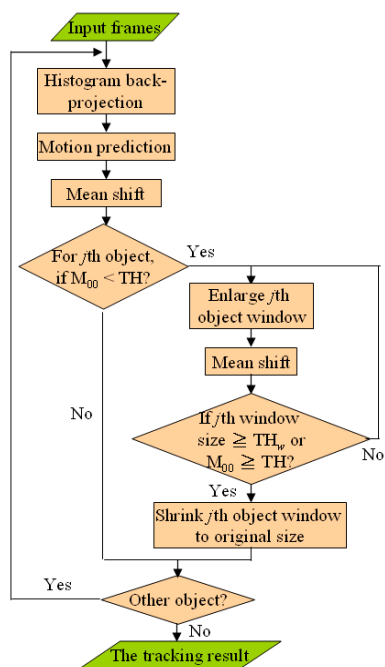 Input frames
Histogram back-
projection
Motion prediction
Mean shift
For jth object,
if M00 < TH?
Yes
Enlarge jth
object window
Mean shift
No
If jth window
size ≧ THw or
M00 ≧ TH?
No
Yes
Shrink jth object window
to original size
Yes
Other object?
No
The tracking result